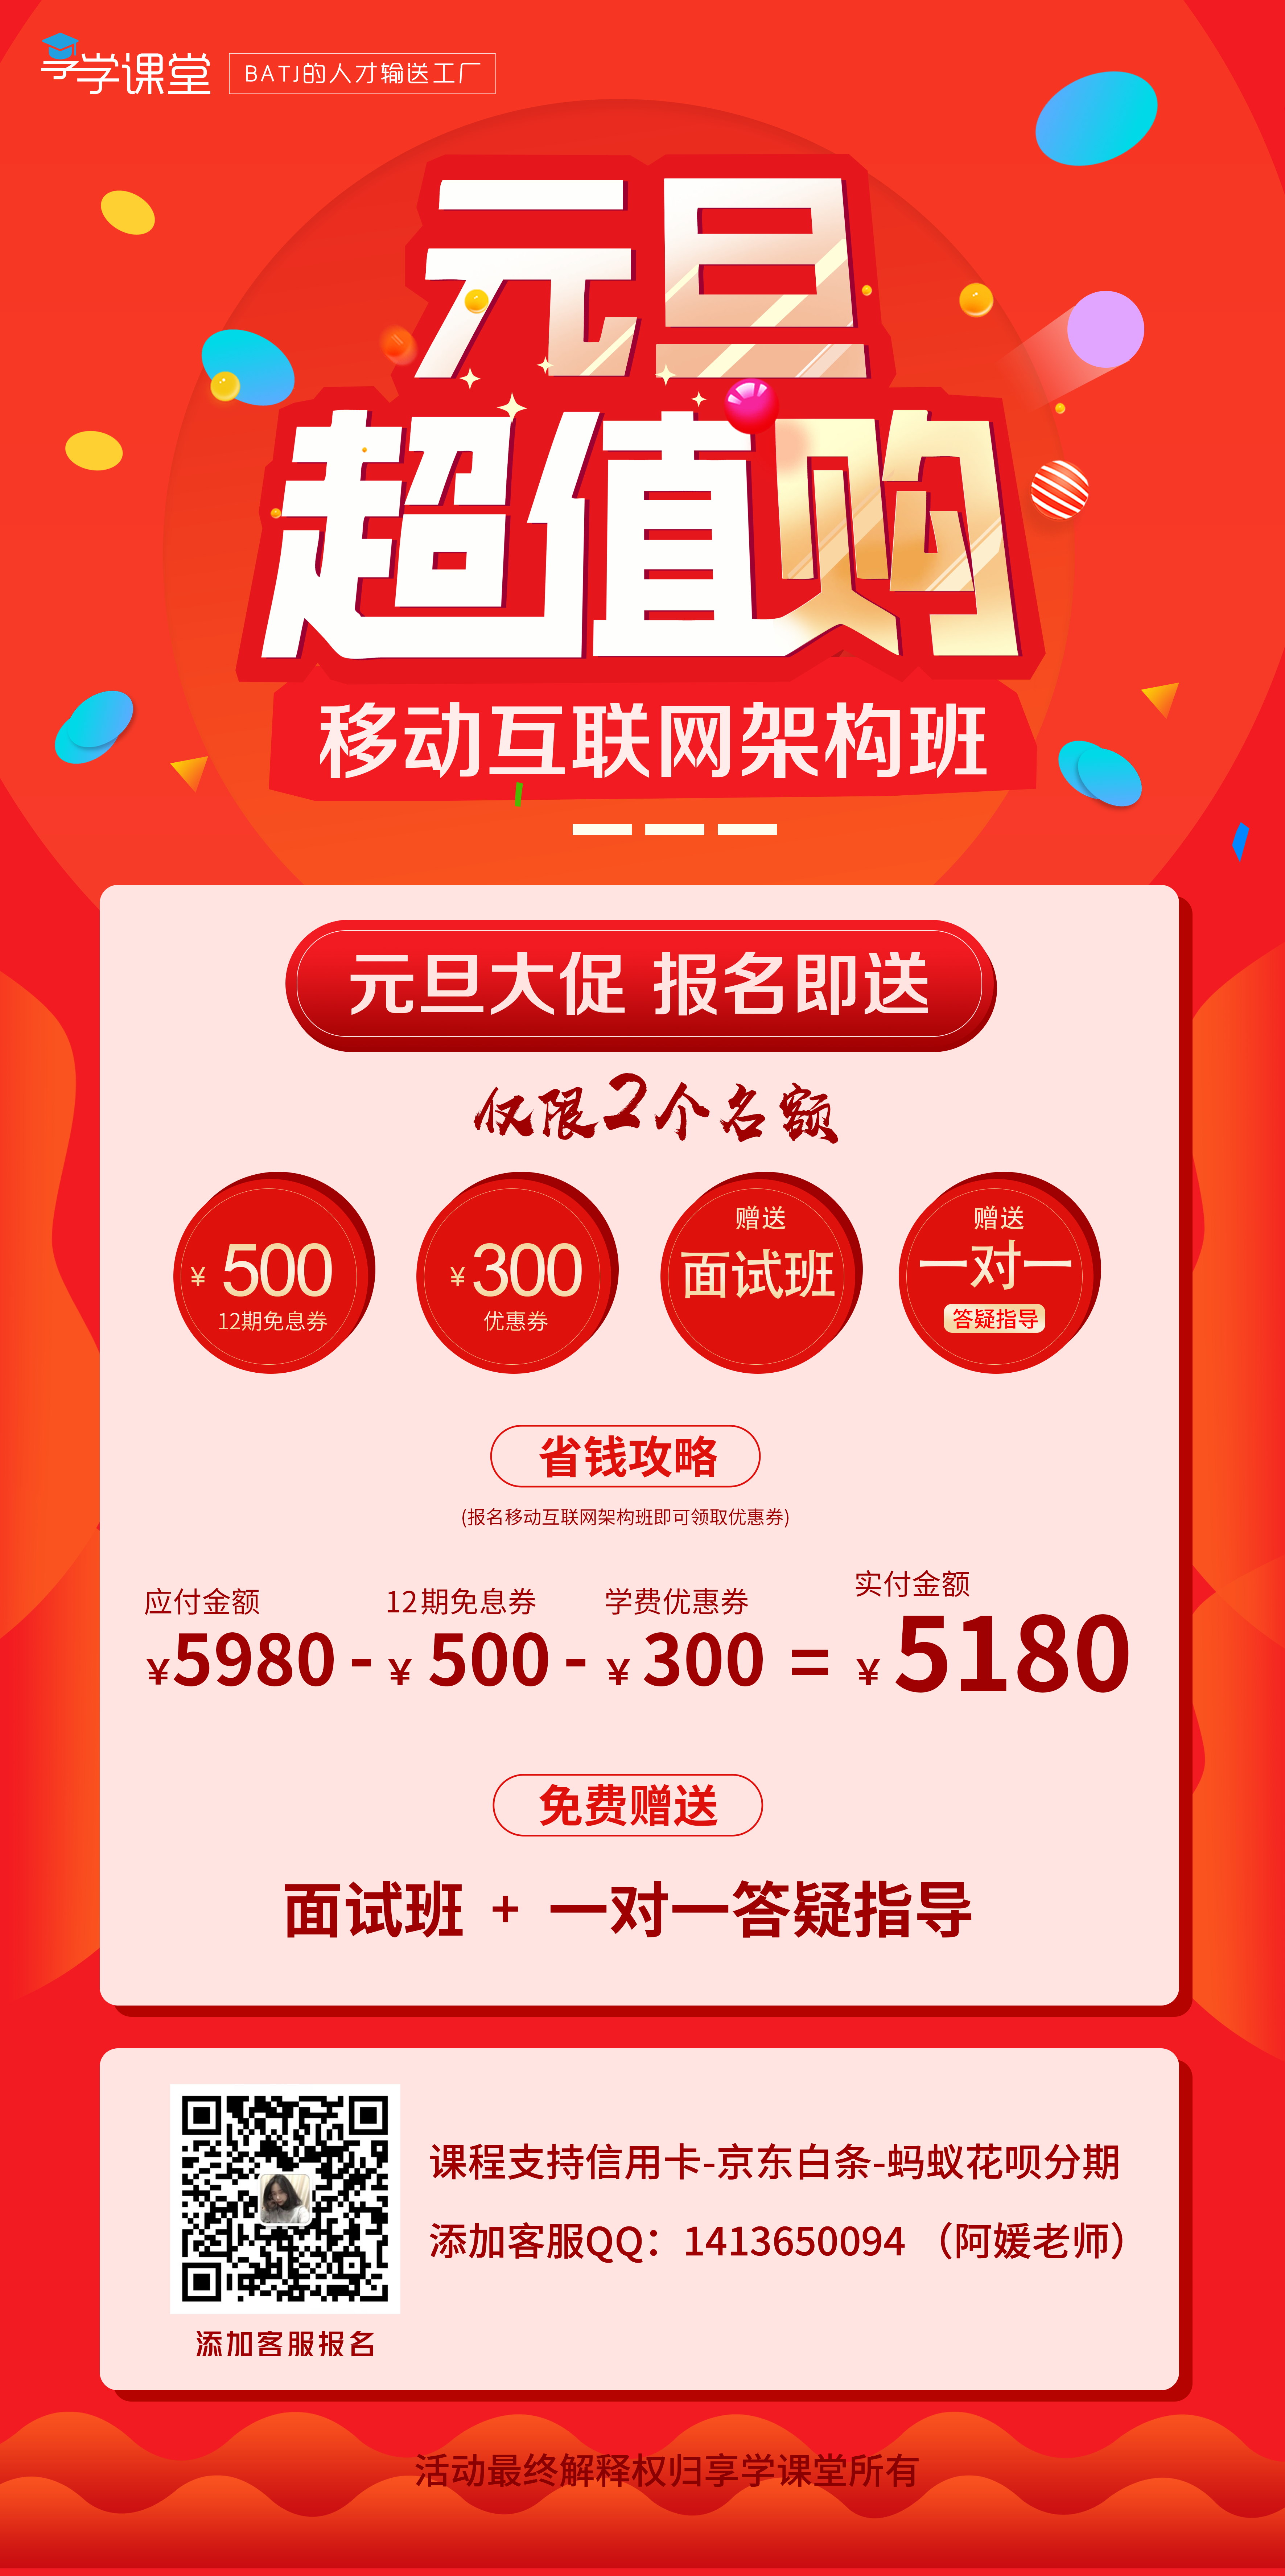 享学课堂 BATJ的人才输送工厂
元旦
超值购
移动互联网架构班
元旦大促 报名即送
仅限2个名额
¥ 500
12期免息券
¥ 300
优惠券
赠送
面试班
赠送
一对一
答疑指导
省钱攻略
(报名移动互联网架构班即可领取优惠券)
应付金额 12期免息券 学费优惠券 实付金额
¥5980 - ¥ 500 - ¥ 300 = ¥ 5180
免费赠送
面试班 + 一对一答疑指导
课程支持信用卡-京东白条-蚂蚁花呗分期
添加客服QQ：1413650094 （阿媛老师）
添加客服报名
活动最终解释权归享学课堂所有